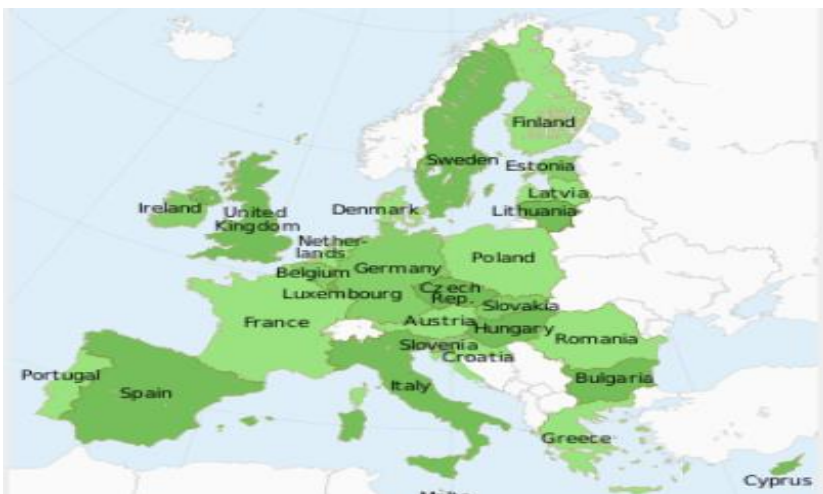 Finland
Sweden
Estonia
Latvia
Lithuania
Ireland
United
Kingdom
Denmark
Nether-
lands
Belgium
Germany
Poland
Luxembourg
Czech
Rep.
Slovakia
France
Austria
Hungary
Slovenia
Romania
Croatia
Portugal
Spain
Italy
Bulgaria
Greece
Cyprus